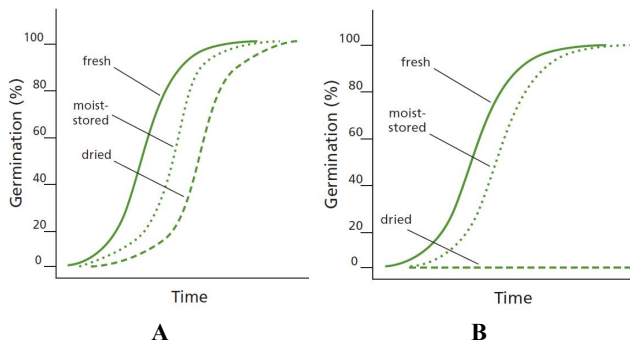 Germination (%)
100
80
60
40
20
0
fresh
moist-
stored
dried
Time
A
Germination (%)
100
80
60
40
20
0
fresh
moist-
stored
dried
Time
B